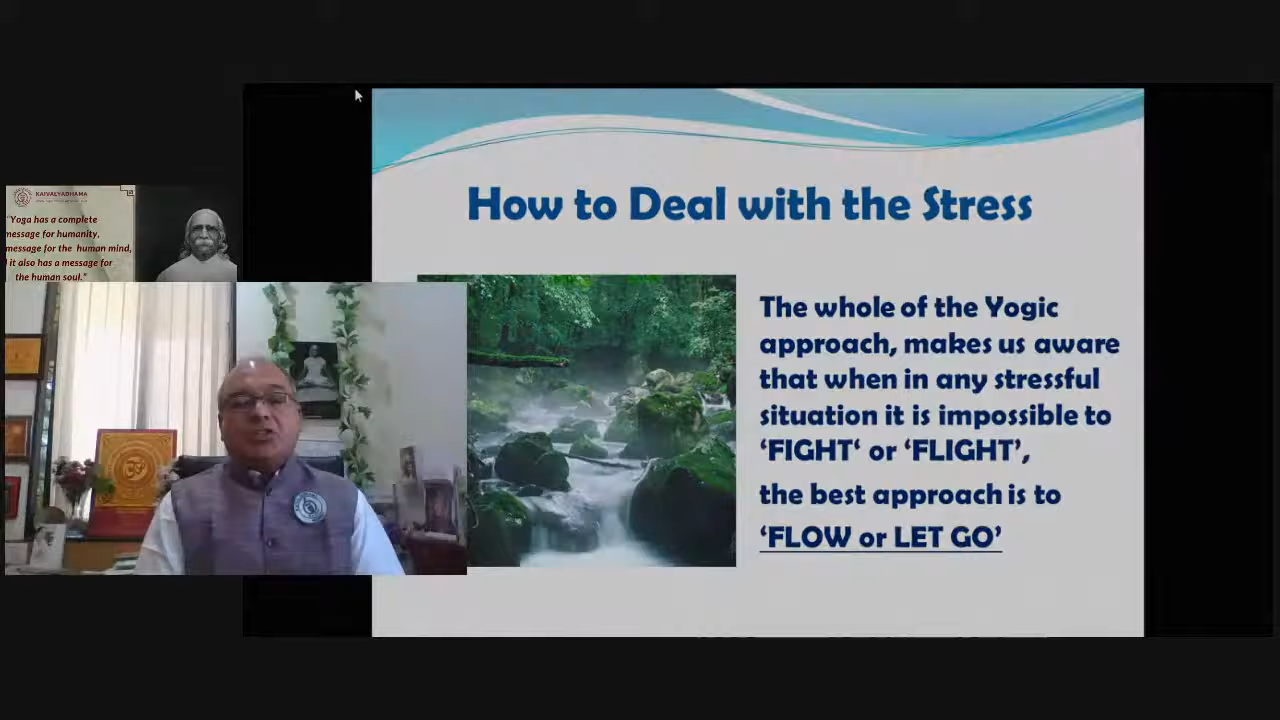 KAIVALYADHAMA
"Yoga has a complete
message for humanity,
message for the human mind,
it also has a message for
the human soul."
How to Deal with the Stress
The whole of the Yogic
approach, makes us aware
that when in any stressful
situation it is impossible to
‘FIGHT‘ or ‘FLIGHT’,
the best approach is to
‘FLOW or LET GO’